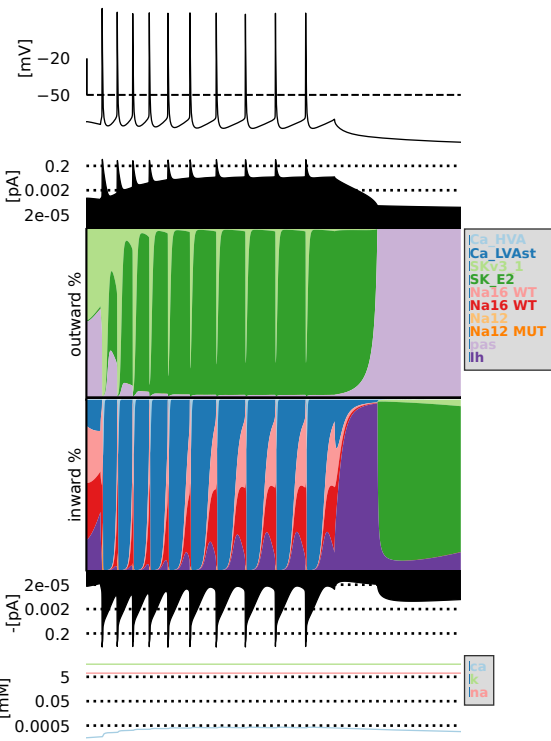 [mV]
−20
−50
[pA]
0.2
0.002
2e-05
outward %
Ca_HVA
Ca_LVAst
SKv3_1
SK_E2
Na16 WT
Na16 WT
Na12
Na12 MUT
pas
Ih
inward %
-[pA]
2e-05
0.002
0.2
[mM]
5
0.05
0.0005
ca
k
na